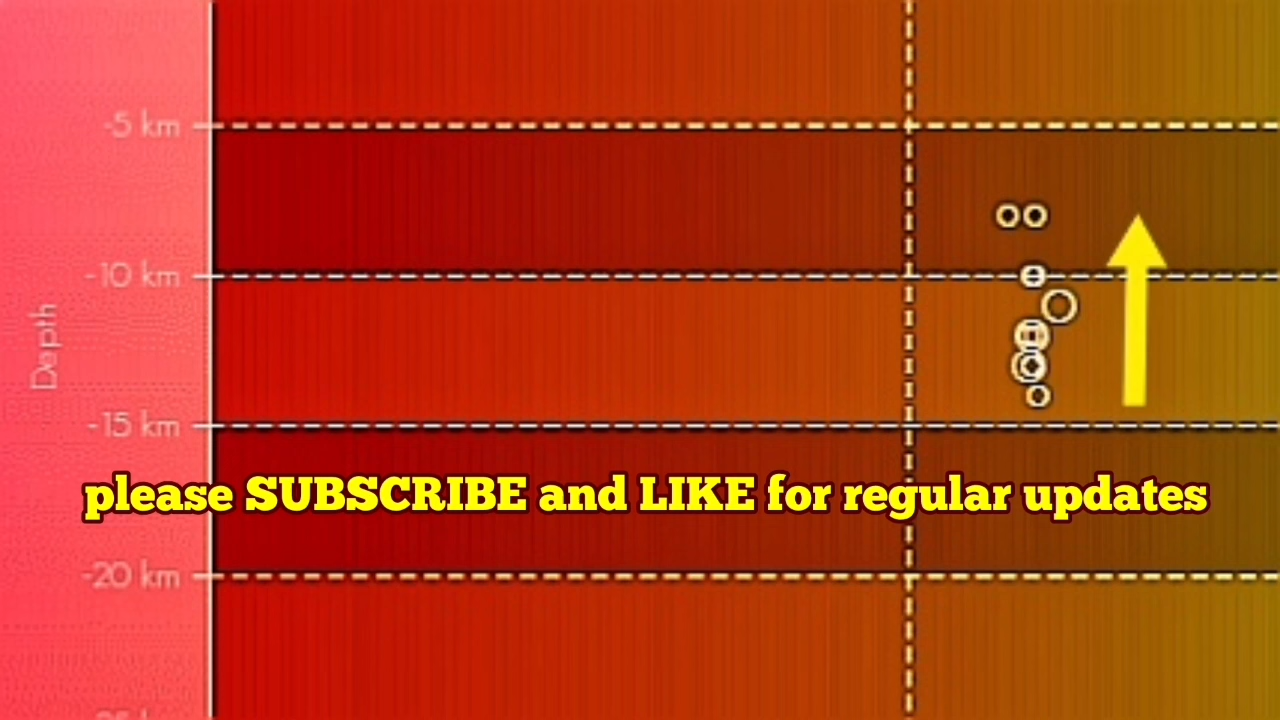 -5 km
-10 km
Depth
-15 km
please SUBSCRIBE and LIKE for regular updates
-20 km